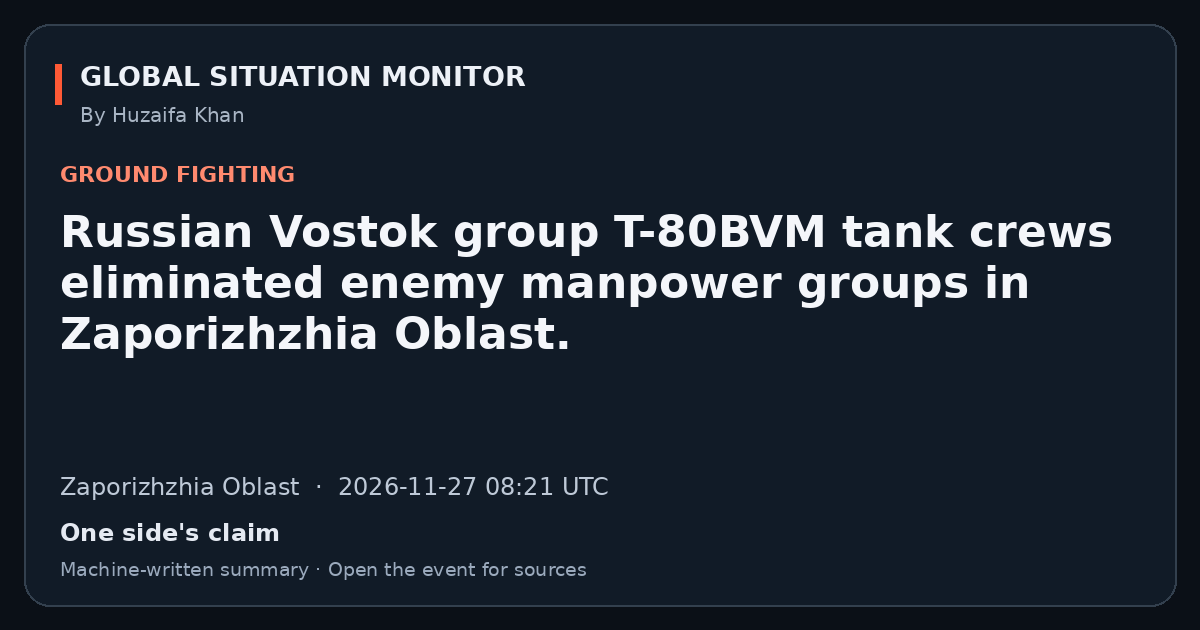 GLOBAL SITUATION MONITOR
By Huzaifa Khan
GROUND FIGHTING
Russian Vostok group T-80BVM tank crews
eliminated enemy manpower groups in
Zaporizhzhia Oblast.
Zaporizhzhia Oblast · 2026-11-27 08:21 UTC
One side's claim
Machine-written summary · Open the event for sources